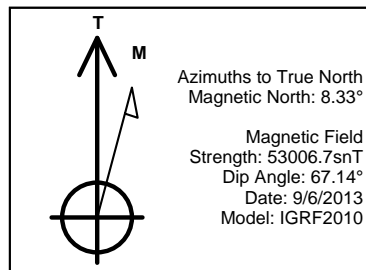 T
M
Azimuths to True North
Magnetic North: 8.33°
Magnetic Field
Strength: 53006.7snT
Dip Angle: 67.14°
Date: 9/6/2013
Model: IGRF2010